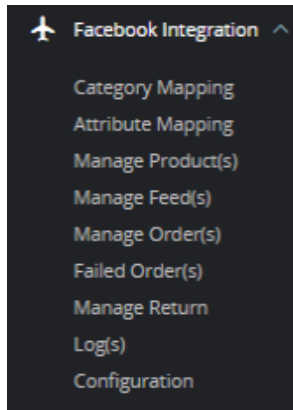 Facebook Integration
Category Mapping
Attribute Mapping
Manage Product(s)
Manage Feed(s)
Manage Order(s)
Failed Order(s)
Manage Return
Log(s)
Configuration